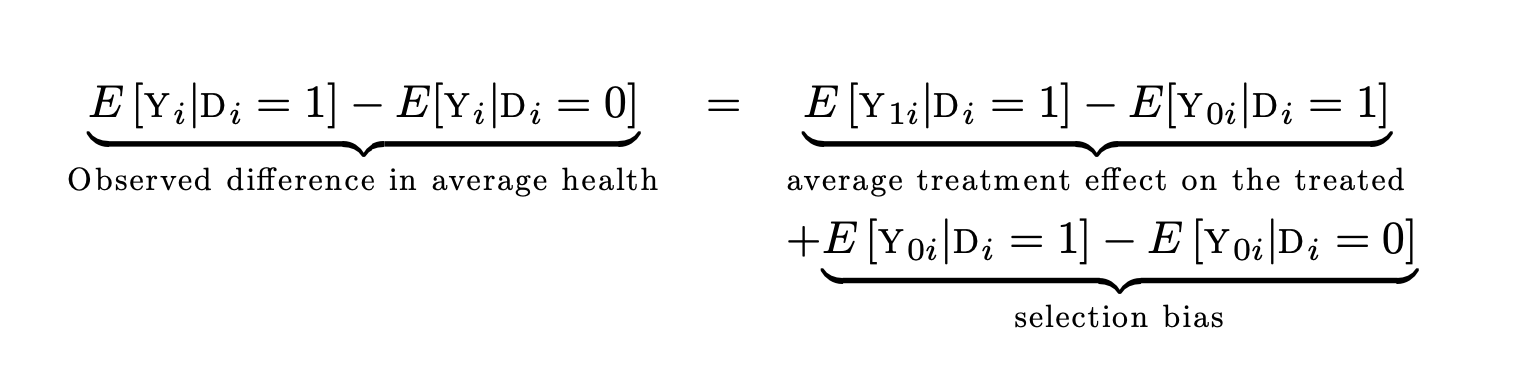 E [Yᵢ|Dᵢ = 1] − E[Yᵢ|Dᵢ = 0] = E [Y₁ᵢ|Dᵢ = 1] − E[Y₀ᵢ|Dᵢ = 1]
Observed difference in average health average treatment effect on the treated
+E [Y₀ᵢ|Dᵢ = 1] − E [Y₀ᵢ|Dᵢ = 0]
selection bias